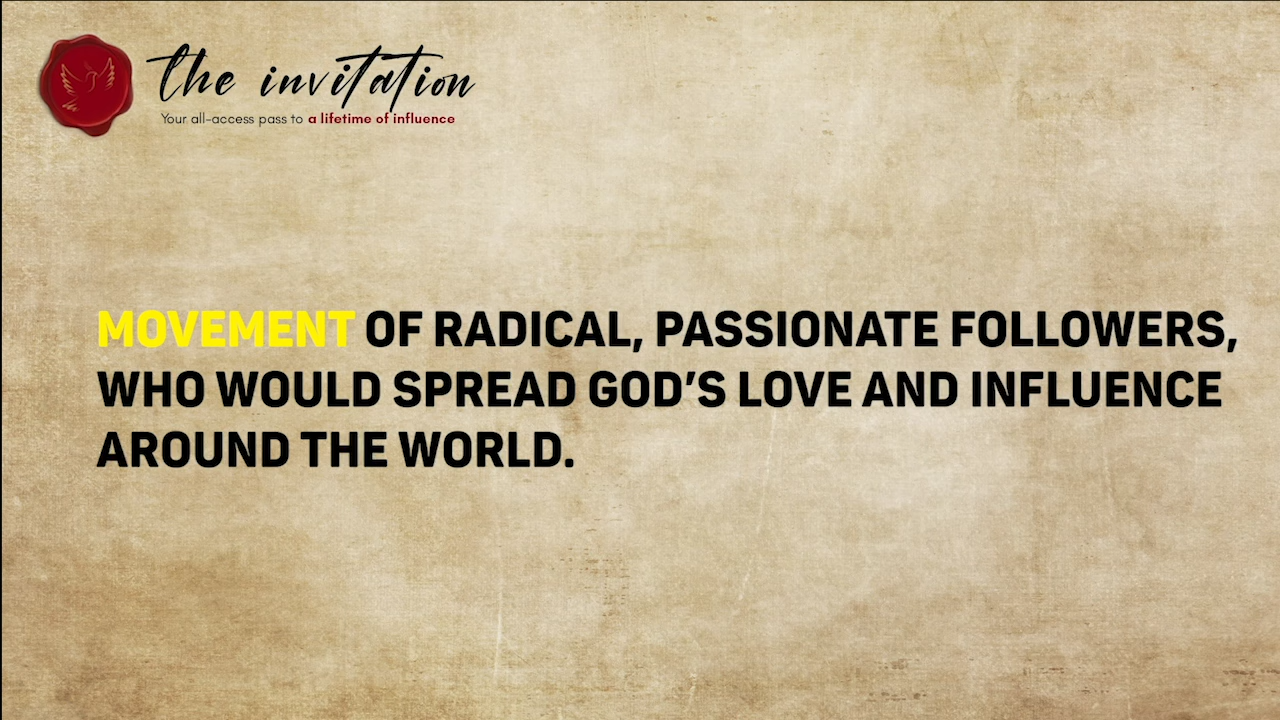 the invitation
Your all-access pass to a lifetime of influence
MOVEMENT OF RADICAL, PASSIONATE FOLLOWERS,
WHO WOULD SPREAD GOD'S LOVE AND INFLUENCE
AROUND THE WORLD.